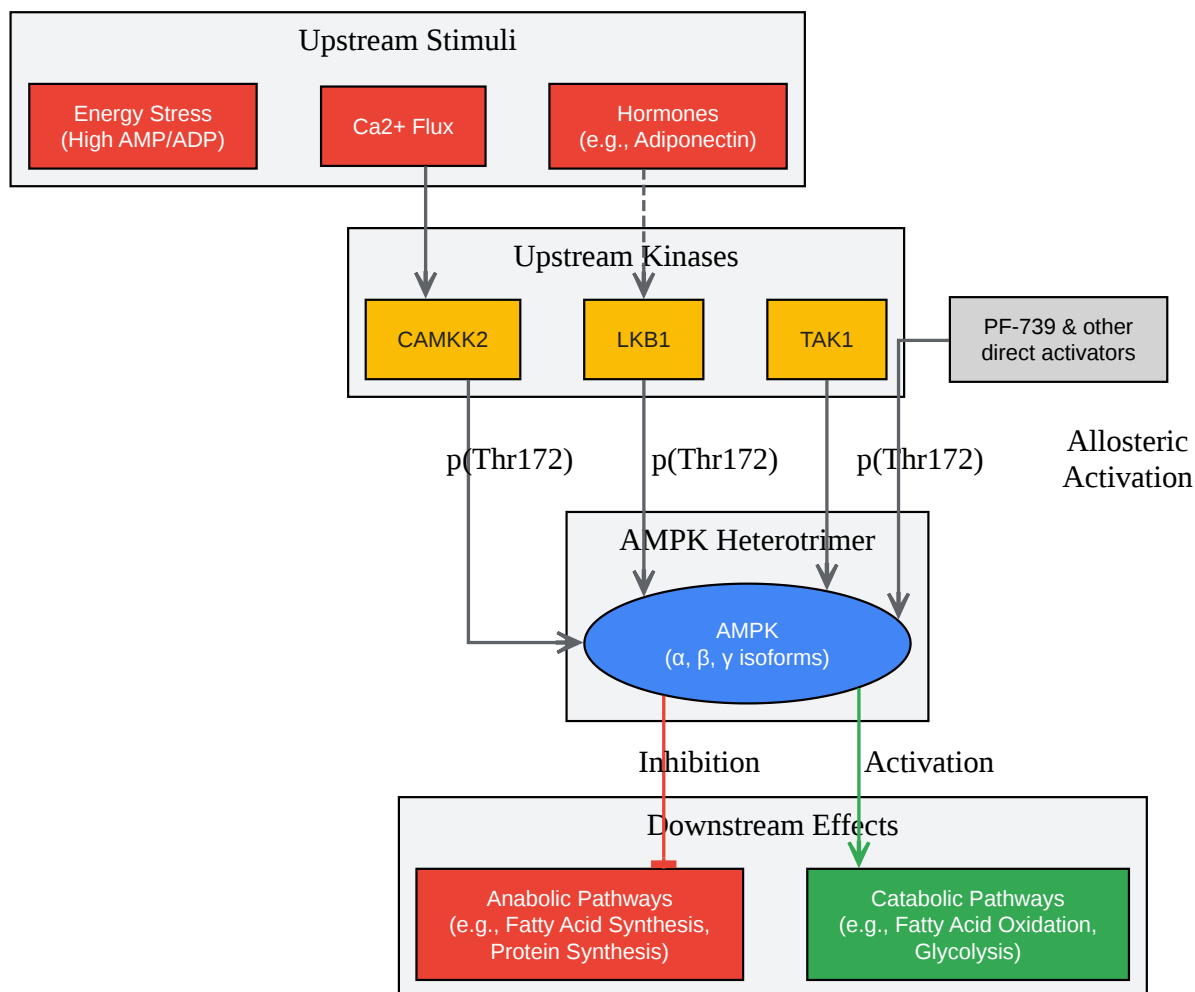 Upstream Stimuli
Energy Stress
(High AMP/ADP)
Ca2+ Flux
Hormones
(e.g., Adiponectin)
Upstream Kinases
CAMKK2
LKB1
TAK1
PF-739 & other
direct activators
p(Thr172)
p(Thr172)
p(Thr172)
Allosteric
Activation
AMPK Heterotrimer
AMPK
(α, β, γ isoforms)
Inhibition
Activation
Downstream Effects
Anabolic Pathways
(e.g., Fatty Acid Synthesis,
Protein Synthesis)
Catabolic Pathways
(e.g., Fatty Acid Oxidation,
Glycolysis)